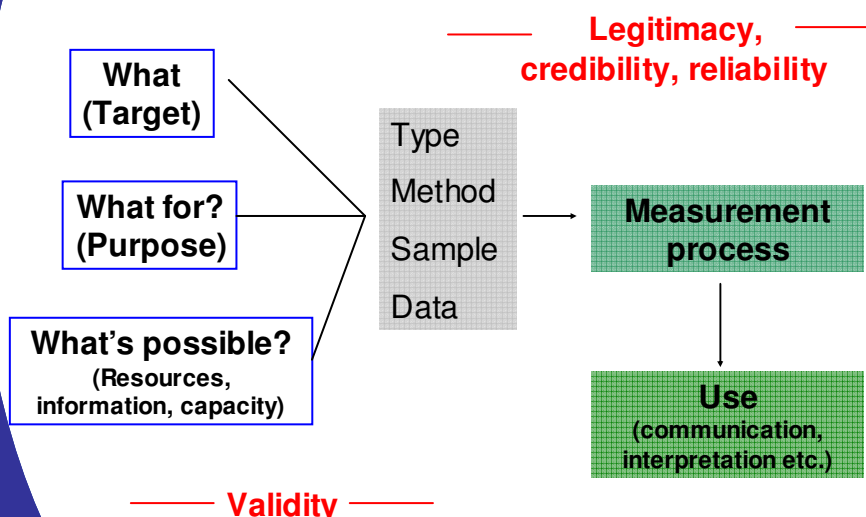 Legitimacy,
credibility, reliability
What
(Target)
What for?
(Purpose)
What's possible?
(Resources,
information, capacity)
Type
Method
Sample
Data
Measurement
process
Use
(communication,
interpretation etc.)
Validity